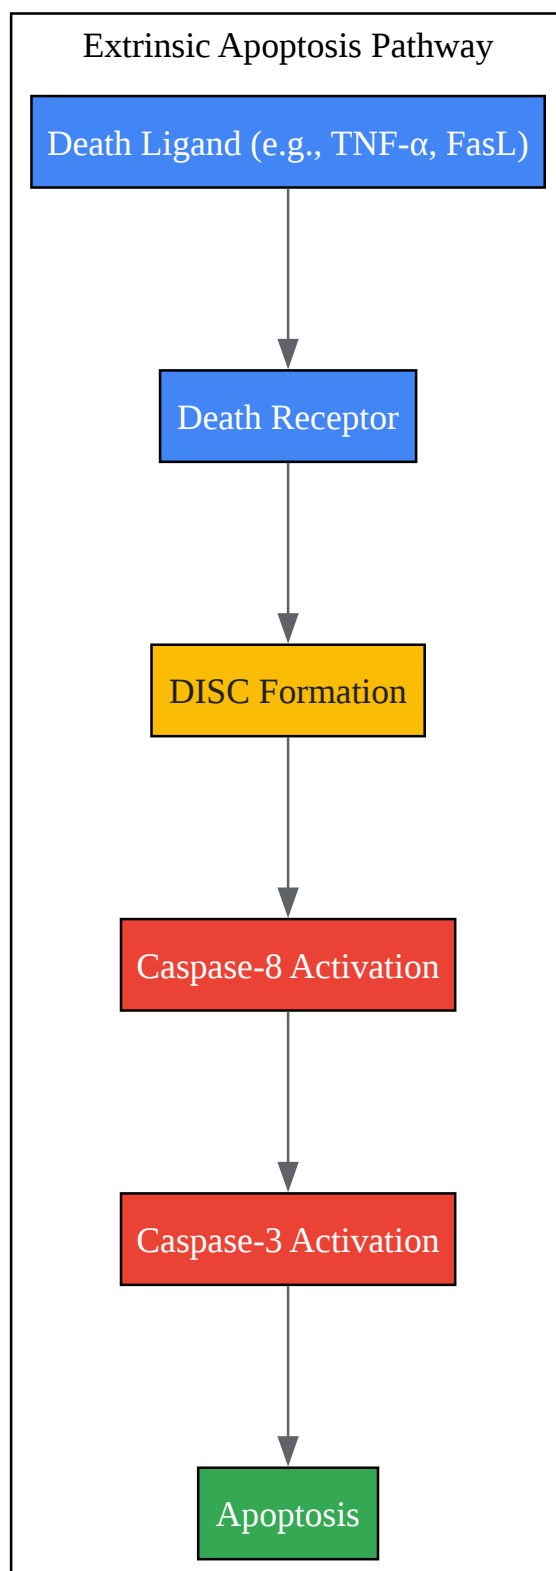 Extrinsic Apoptosis Pathway
Death Ligand (e.g., TNF-α, FasL)
Death Receptor
DISC Formation
Caspase-8 Activation
Caspase-3 Activation
Apoptosis